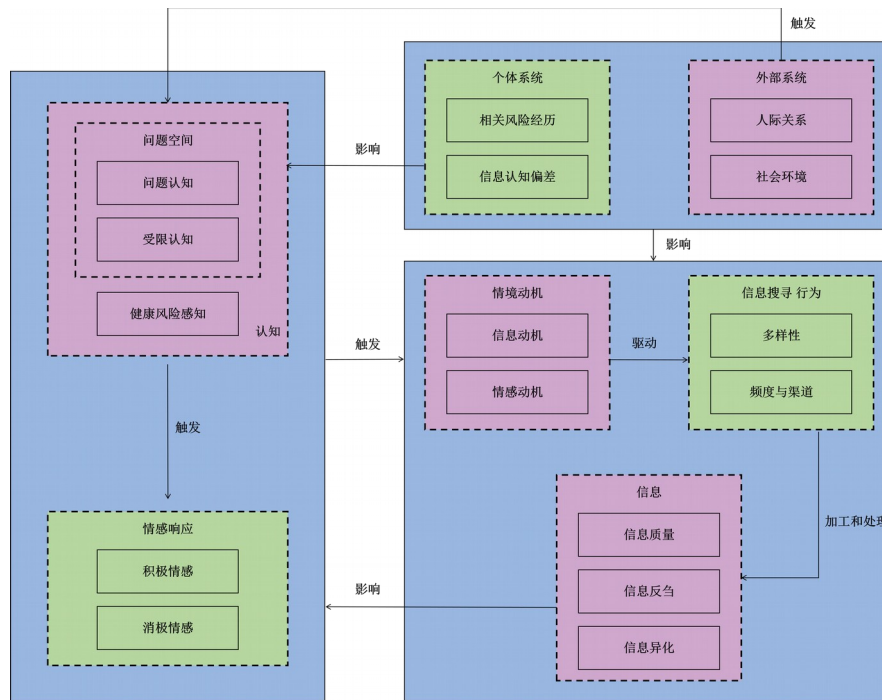 触发
个体系统
相关风险经历
信息认知偏差
外部系统
人际关系
社会环境
影响
问题空间
问题认知
受限认知
健康风险感知
认知
影响
触发
情境动机
信息动机
情感动机
驱动
信息搜寻 行为
多样性
频度与渠道
触发
情感响应
积极情感
消极情感
加工和处理
信息
信息质量
信息反刍
信息异化
影响